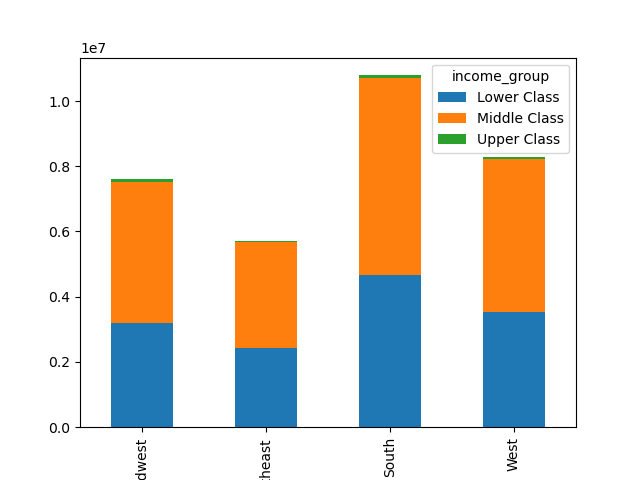 1e7
income_group
Lower Class
Middle Class
Upper Class
1.0
0.8
0.6
0.4
0.2
0.0
dwest
heast
South
West